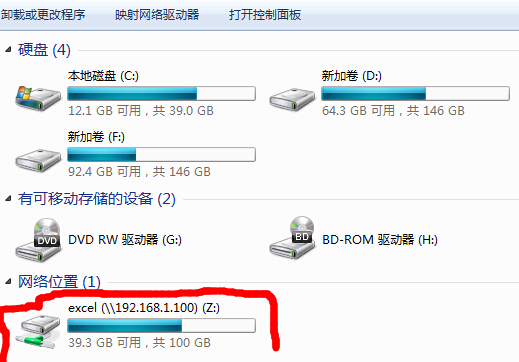 卸载或更改程序 映射网络驱动器 打开控制面板
硬盘 (4)
本地磁盘 (C:)
12.1 GB 可用，共 39.0 GB
新加卷 (D:)
64.3 GB 可用，共 146 GB
新加卷 (F:)
92.4 GB 可用，共 146 GB
有可移动存储的设备 (2)
DVD
DVD RW 驱动器 (G:)
BD
BD-ROM 驱动器 (H:)
网络位置 (1)
excel (\\192.168.1.100) (Z:)
39.3 GB 可用，共 100 GB